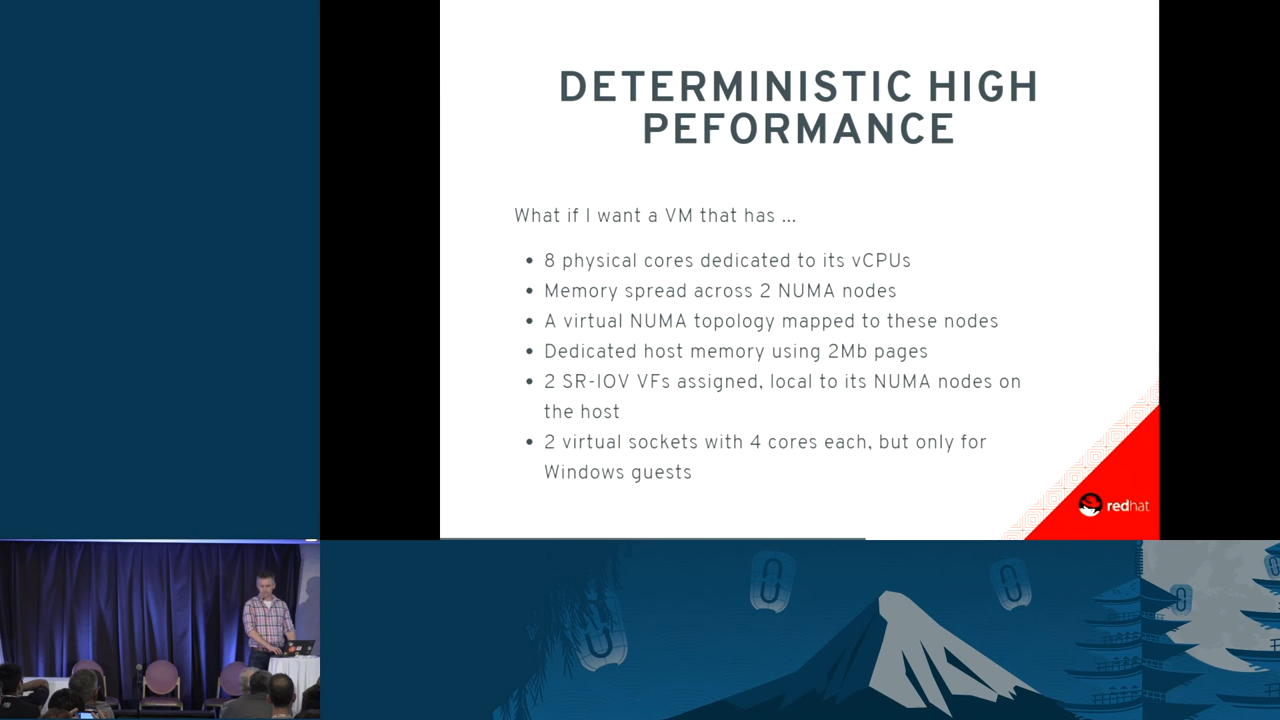 DETERMINISTIC HIGH
PEFORMANCE
What if I want a VM that has ...
8 physical cores dedicated to its vCPUs
Memory spread across 2 NUMA nodes
A virtual NUMA topology mapped to these nodes
Dedicated host memory using 2Mb pages
2 SR-IOV VFs assigned, local to its NUMA nodes on
the host
2 virtual sockets with 4 cores each, but only for
Windows guests
redhat